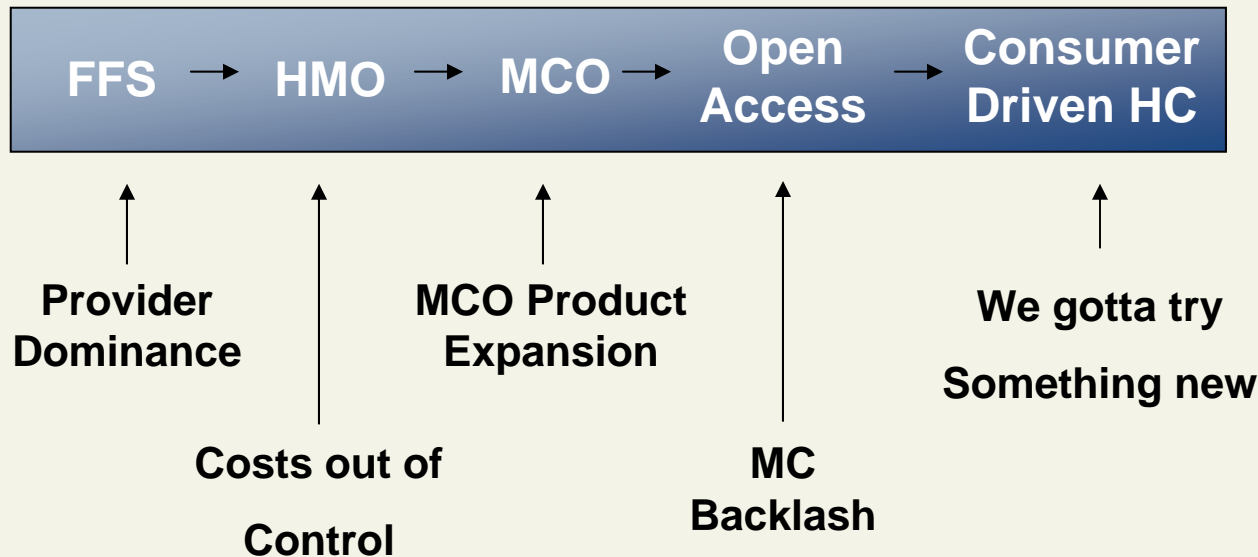 FFS
HMO
MCO
Open
Access
Consumer
Driven HC
Provider
Dominance
Costs out of
Control
MCO Product
Expansion
MC
Backlash
We gotta try
Something new